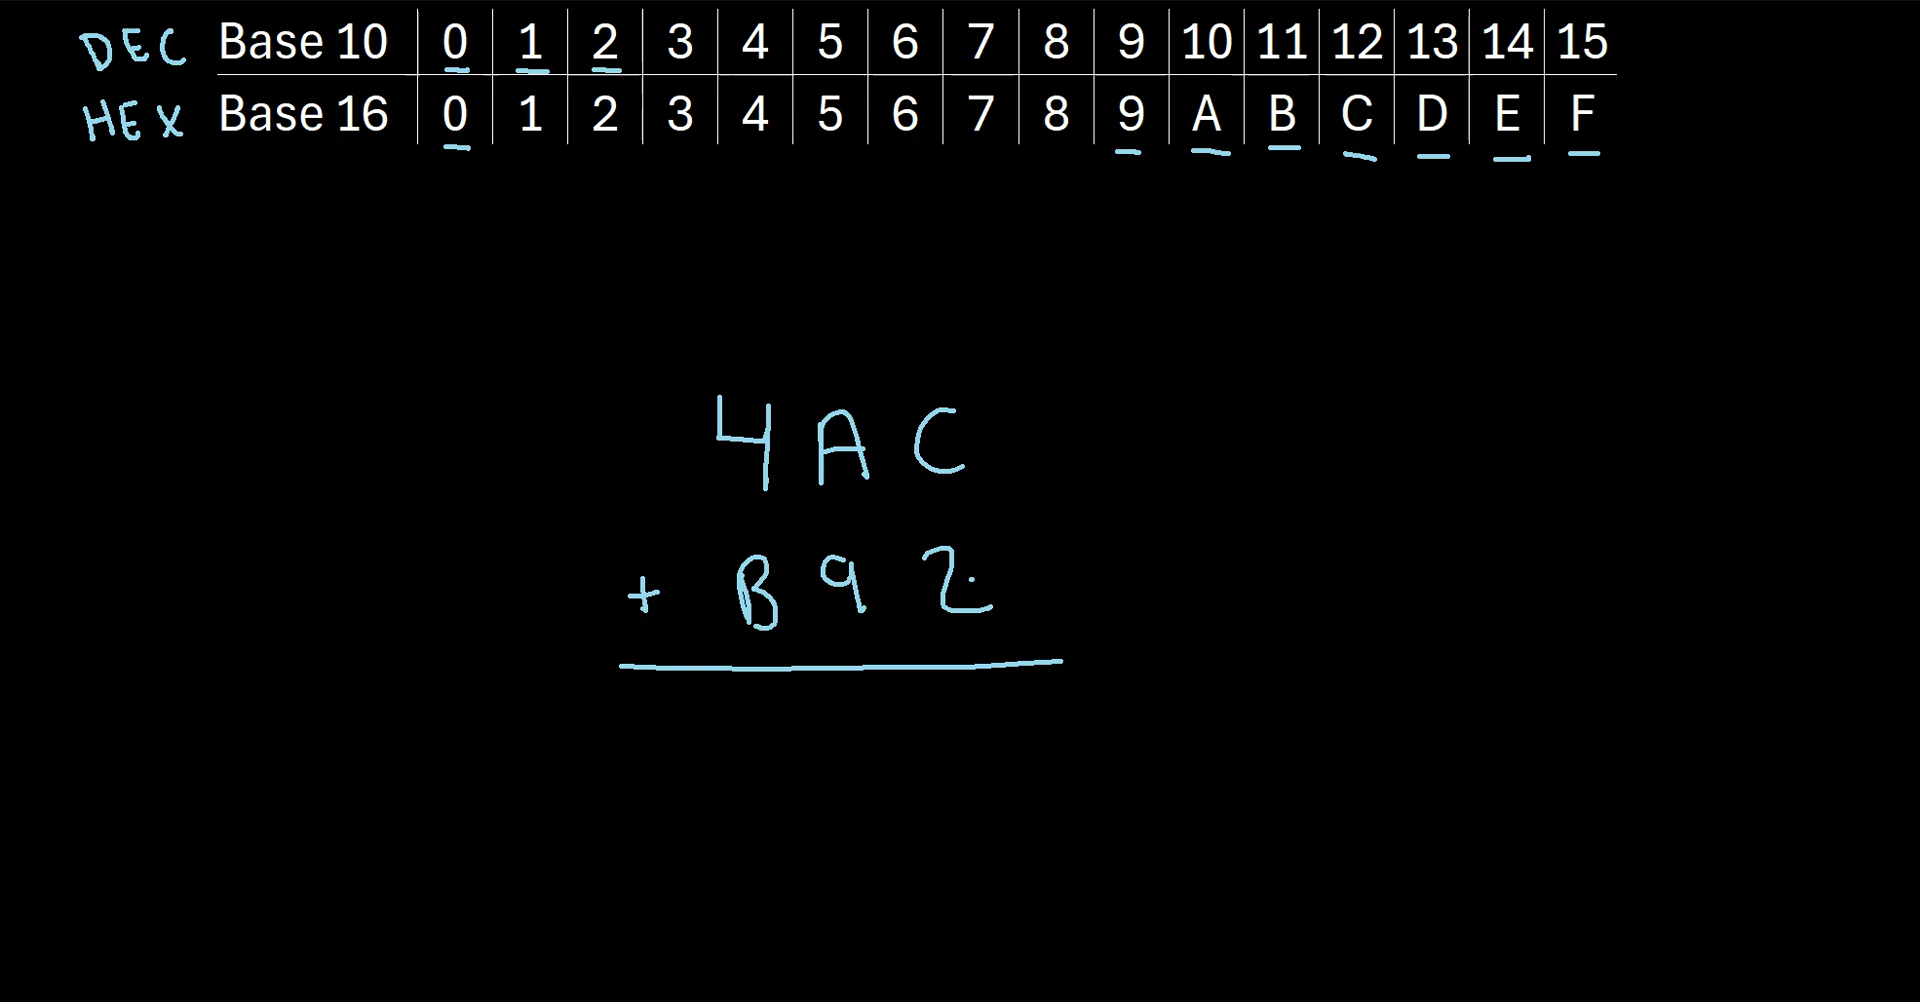 DEC Base 10 0 1 2 3 4 5 6 7 8 9 10 11 12 13 14 15
HEX Base 16 0 1 2 3 4 5 6 7 8 9 A B C D E F
4 A C
+ B 9 2